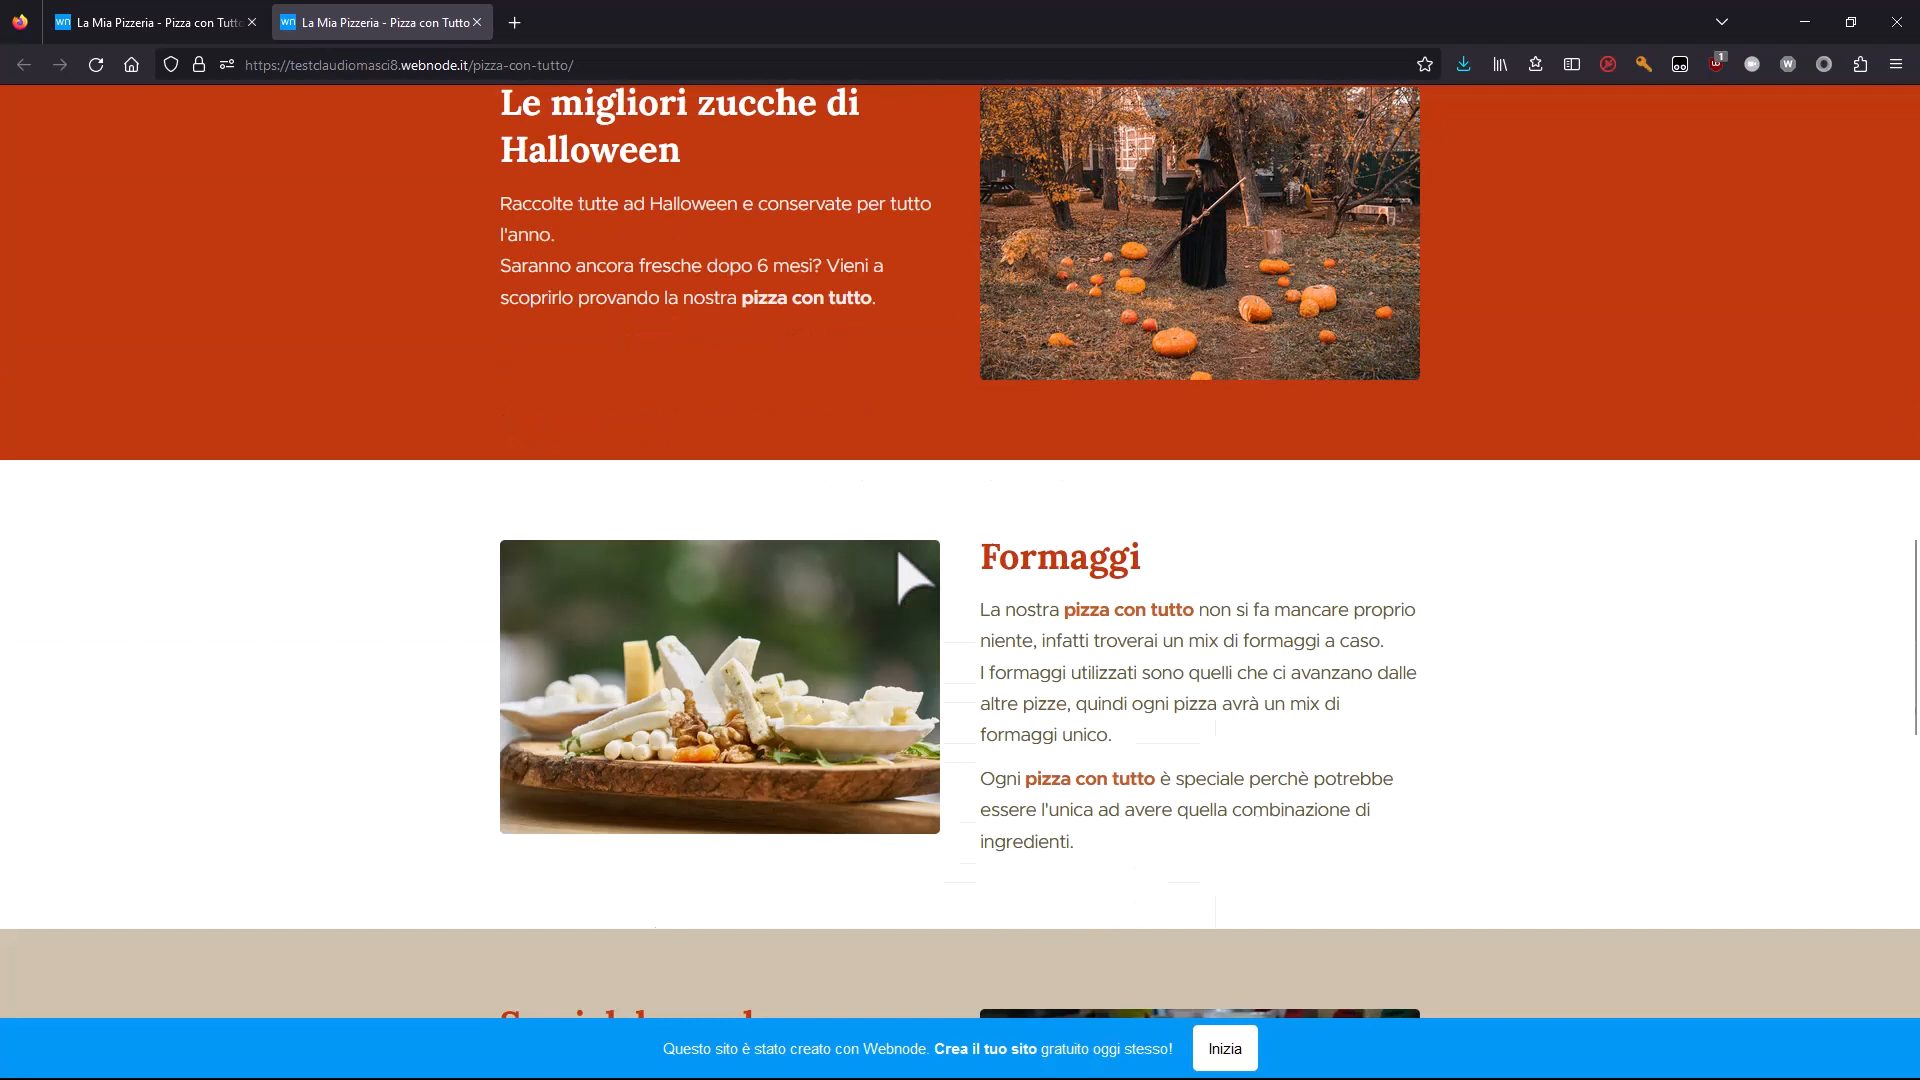 La Mia Pizzeria - Pizza con Tutto
La Mia Pizzeria - Pizza con Tutto
https://testclaudiomasci8.webnode.it/pizza-con-tutto/
1
Le migliori zucche di
Halloween
Raccolte tutte ad Halloween e conservate per tutto
l'anno.
Saranno ancora fresche dopo 6 mesi? Vieni a
scoprirlo provando la nostra pizza con tutto.
Formaggi
La nostra pizza con tutto non si fa mancare proprio
niente, infatti troverai un mix di formaggi a caso.
I formaggi utilizzati sono quelli che ci avanzano dalle
altre pizze, quindi ogni pizza avrà un mix di
formaggi unico.
Ogni pizza con tutto è speciale perchè potrebbe
essere l'unica ad avere quella combinazione di
ingredienti.
Questo sito è stato creato con Webnode. Crea il tuo sito gratuito oggi stesso!
Inizia